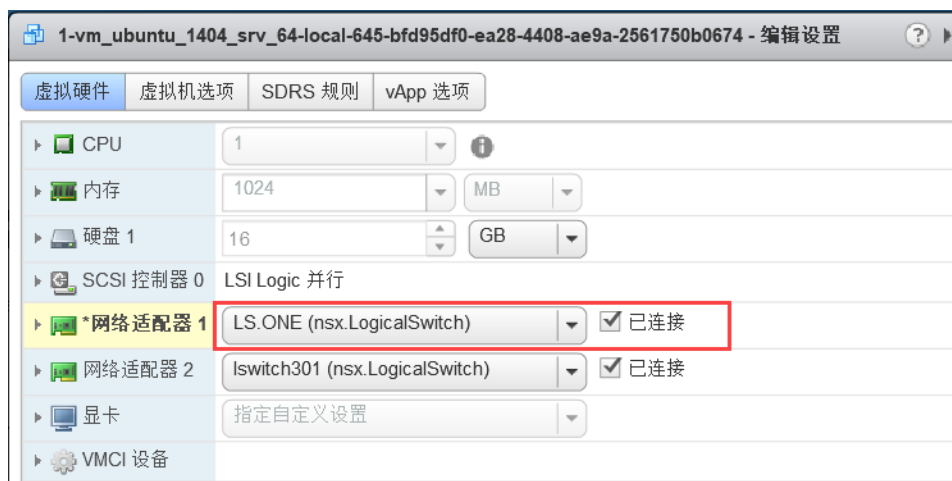 1-vm_ubuntu_1404_srv_64-local-645-bfd95df0-ea28-4408-ae9a-2561750b0674 - 编辑设置 ?
虚拟硬件 虚拟机选项 SDRS 规则 vApp 选项
CPU 1
内存 1024 MB
硬盘 1 16 GB
SCSI 控制器 0 LSI Logic 并行
*网络适配器 1 LS.ONE (nsx.LogicalSwitch) 已连接
网络适配器 2 lswitch301 (nsx.LogicalSwitch) 已连接
显卡 指定自定义设置
VMCI 设备